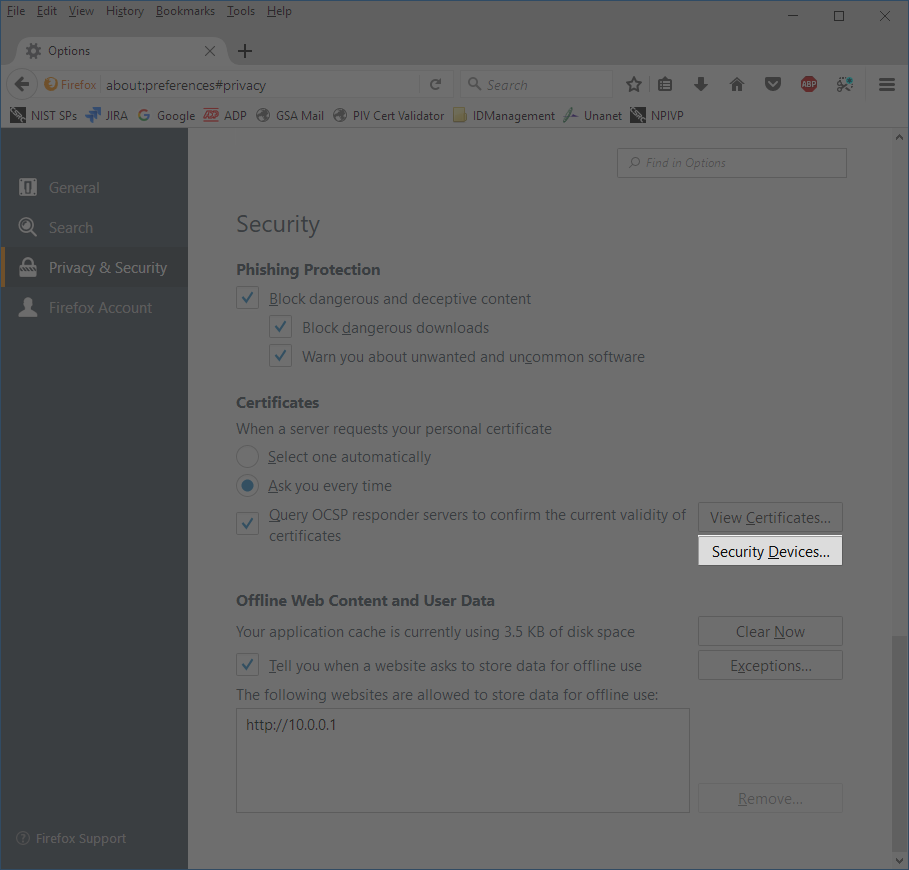 File Edit View History Bookmarks Tools Help
Options
Firefox about:preferences#privacy Search ABP
NIST SPs JIRA Google ADP GSA Mail PIV Cert Validator IDManagement Unanet NPIVP
Find in Options
General
Search
Privacy & Security
Firefox Account
Security
Phishing Protection
Block dangerous and deceptive content
Block dangerous downloads
Warn you about unwanted and uncommon software
Certificates
When a server requests your personal certificate
Select one automatically
Ask you every time
Query OCSP responder servers to confirm the current validity of
certificates
View Certificates...
Security Devices...
Offline Web Content and User Data
Your application cache is currently using 3.5 KB of disk space
Clear Now
Tell you when a website asks to store data for offline use
Exceptions...
The following websites are allowed to store data for offline use:
http://10.0.0.1
Remove...
Firefox Support